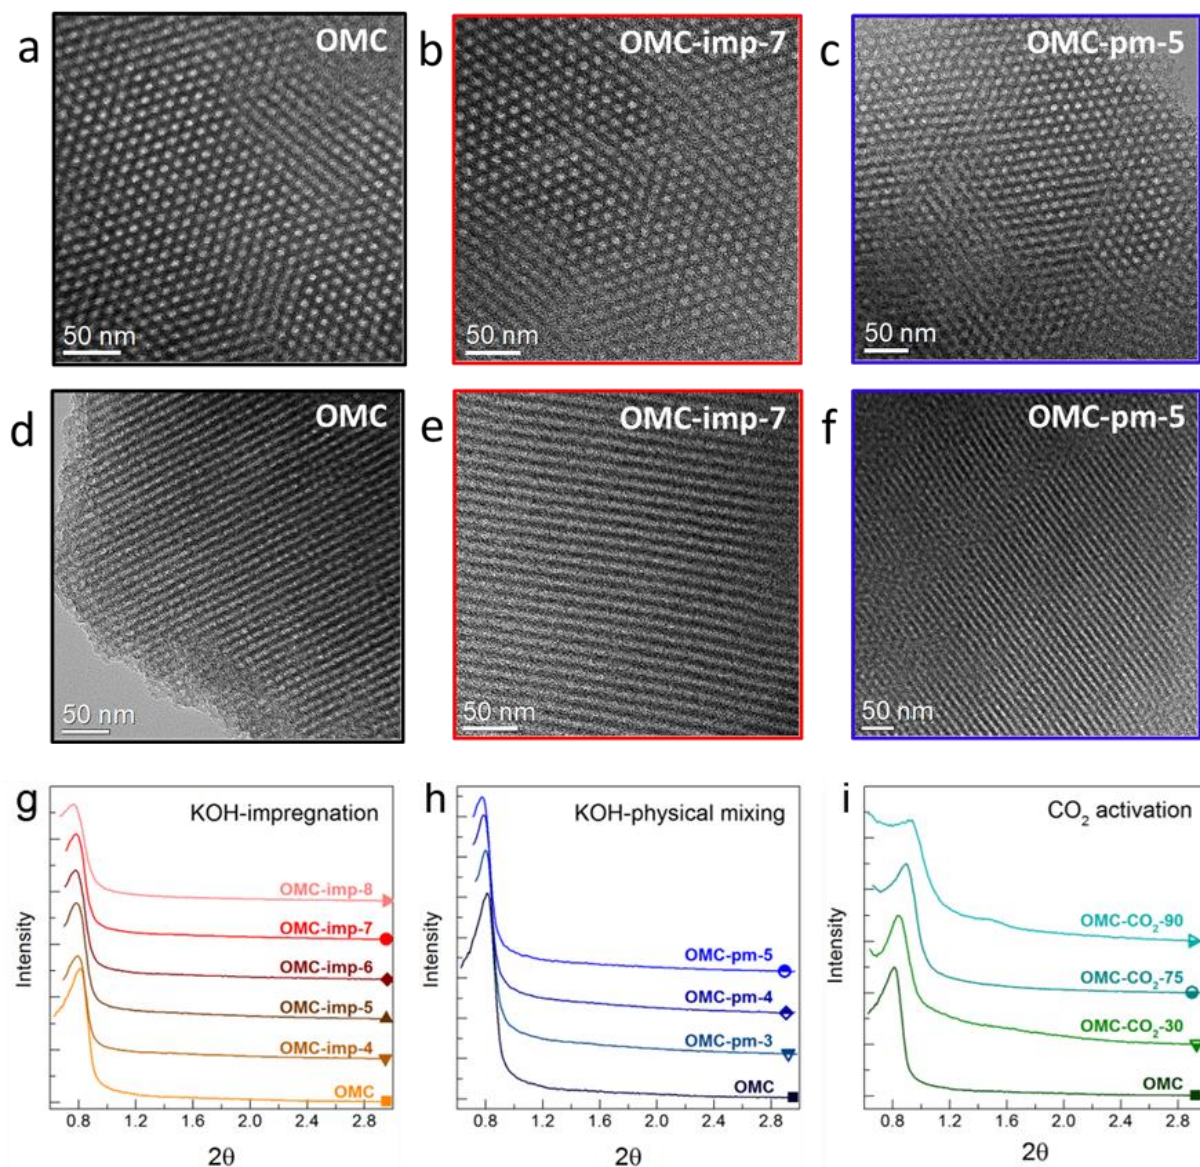 a
OMC
50 nm
b
OMC-imp-7
50 nm
c
OMC-pm-5
50 nm
d
OMC
50 nm
e
OMC-imp-7
50 nm
f
OMC-pm-5
50 nm
g
KOH-impregnation
OMC-imp-8
OMC-imp-7
OMC-imp-6
OMC-imp-5
OMC-imp-4
OMC
Intensity
0.8 1.2 1.6 2.0 2.4 2.8
2θ
h
KOH-physical mixing
OMC-pm-5
OMC-pm-4
OMC-pm-3
OMC
Intensity
0.8 1.2 1.6 2.0 2.4 2.8
2θ
i
CO₂ activation
OMC-CO₂-90
OMC-CO₂-75
OMC-CO₂-30
OMC
Intensity
0.8 1.2 1.6 2.0 2.4 2.8
2θ